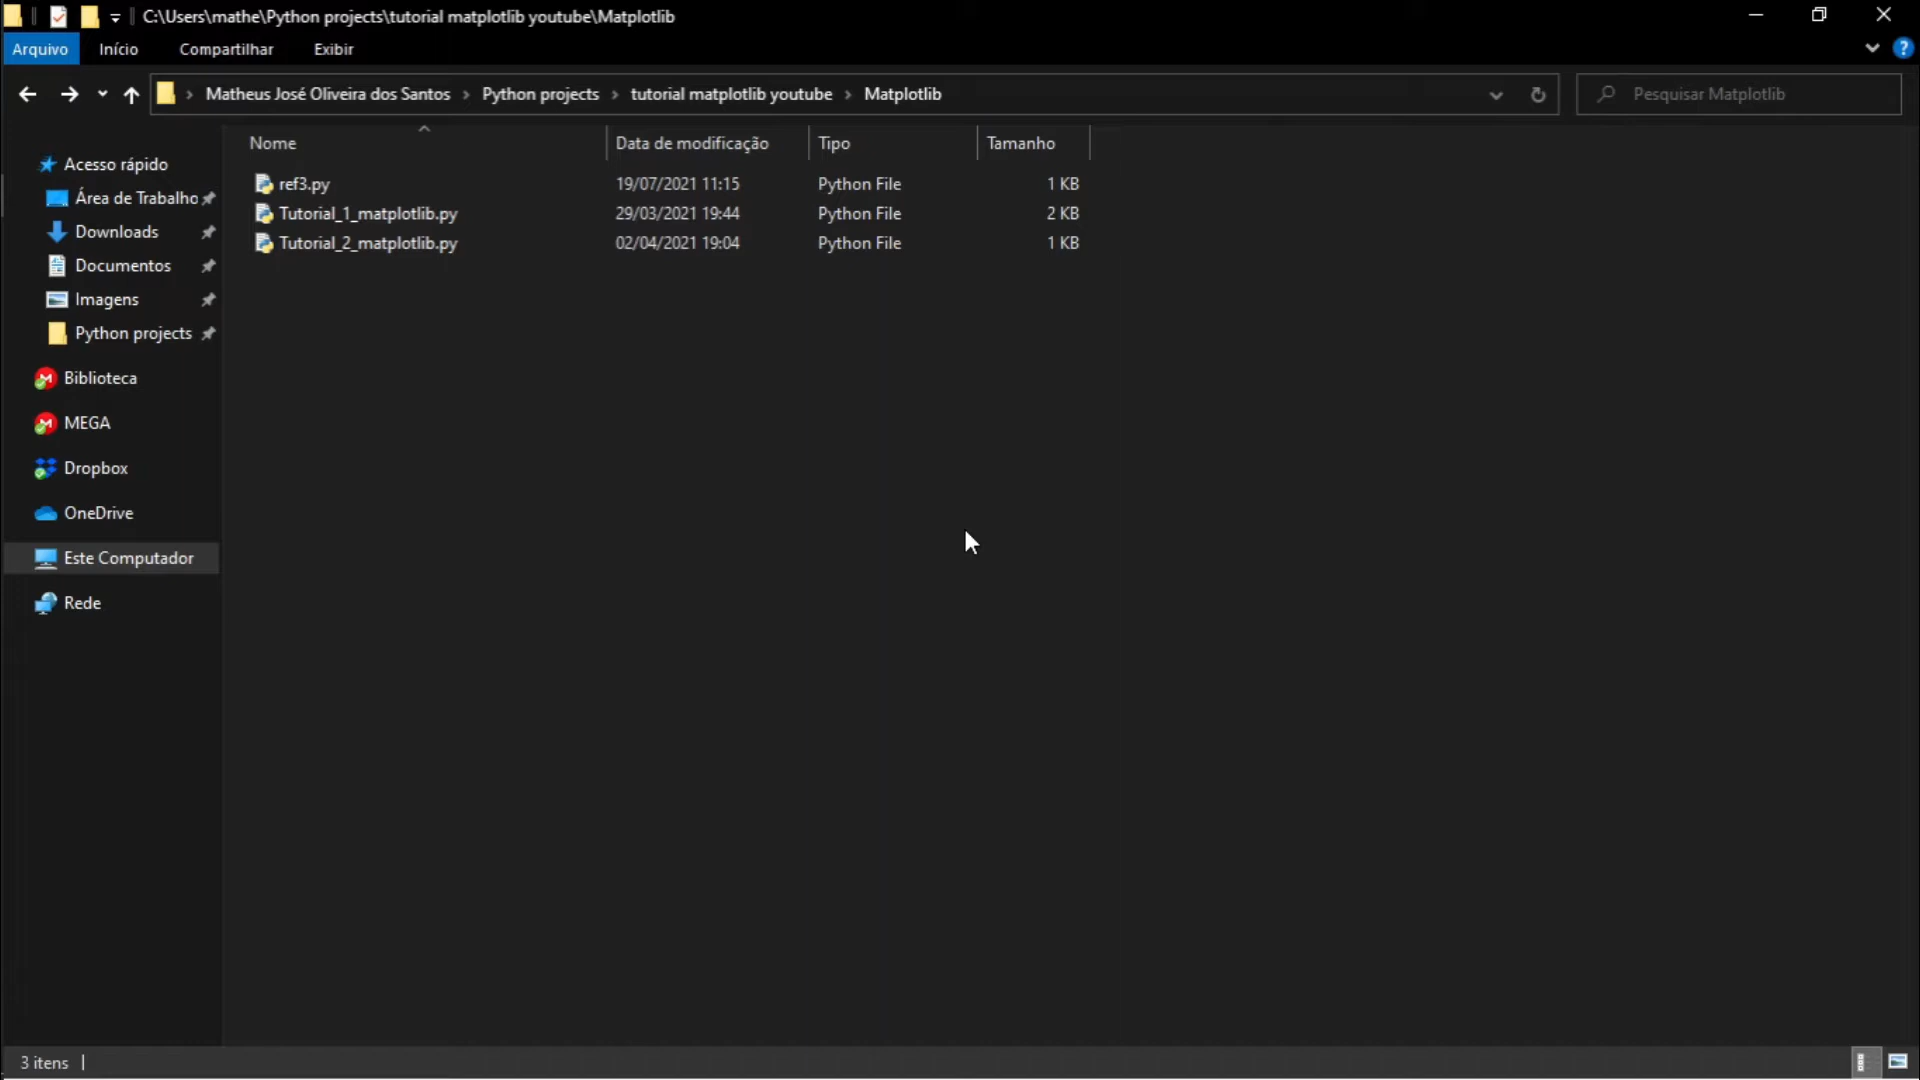 C:\Users\mathe\Python projects\tutorial matplotlib youtube\Matplotlib
Arquivo Início Compartilhar Exibir
Matheus José Oliveira dos Santos > Python projects > tutorial matplotlib youtube > Matplotlib
Pesquisar Matplotlib
Nome Data de modificação Tipo Tamanho
ref3.py 19/07/2021 11:15 Python File 1 KB
Tutorial_1_matplotlib.py 29/03/2021 19:44 Python File 2 KB
Tutorial_2_matplotlib.py 02/04/2021 19:04 Python File 1 KB
Acesso rápido
Área de Trabalho
Downloads
Documentos
Imagens
Python projects
Biblioteca
MEGA
Dropbox
OneDrive
Este Computador
Rede
3 itens